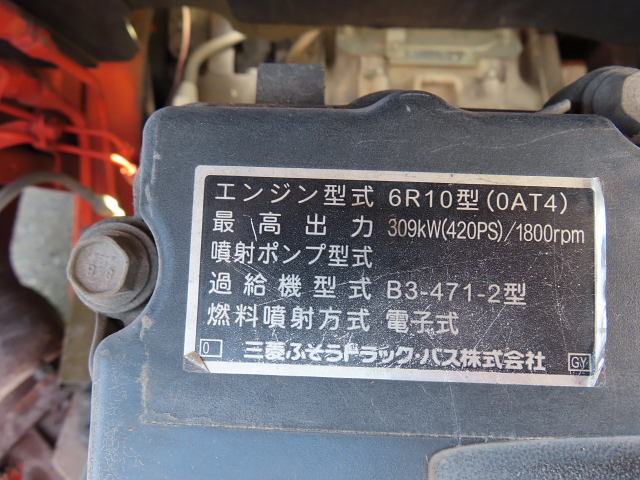 エンジン型式 6R10型(0AT4)
最高出力 309kW(420PS)/1800rpm
噴射ポンプ型式
過給機型式 B3-471-2型
燃料噴射方式 電子式
0 三菱ふそうトラック・バス株式会社 GY